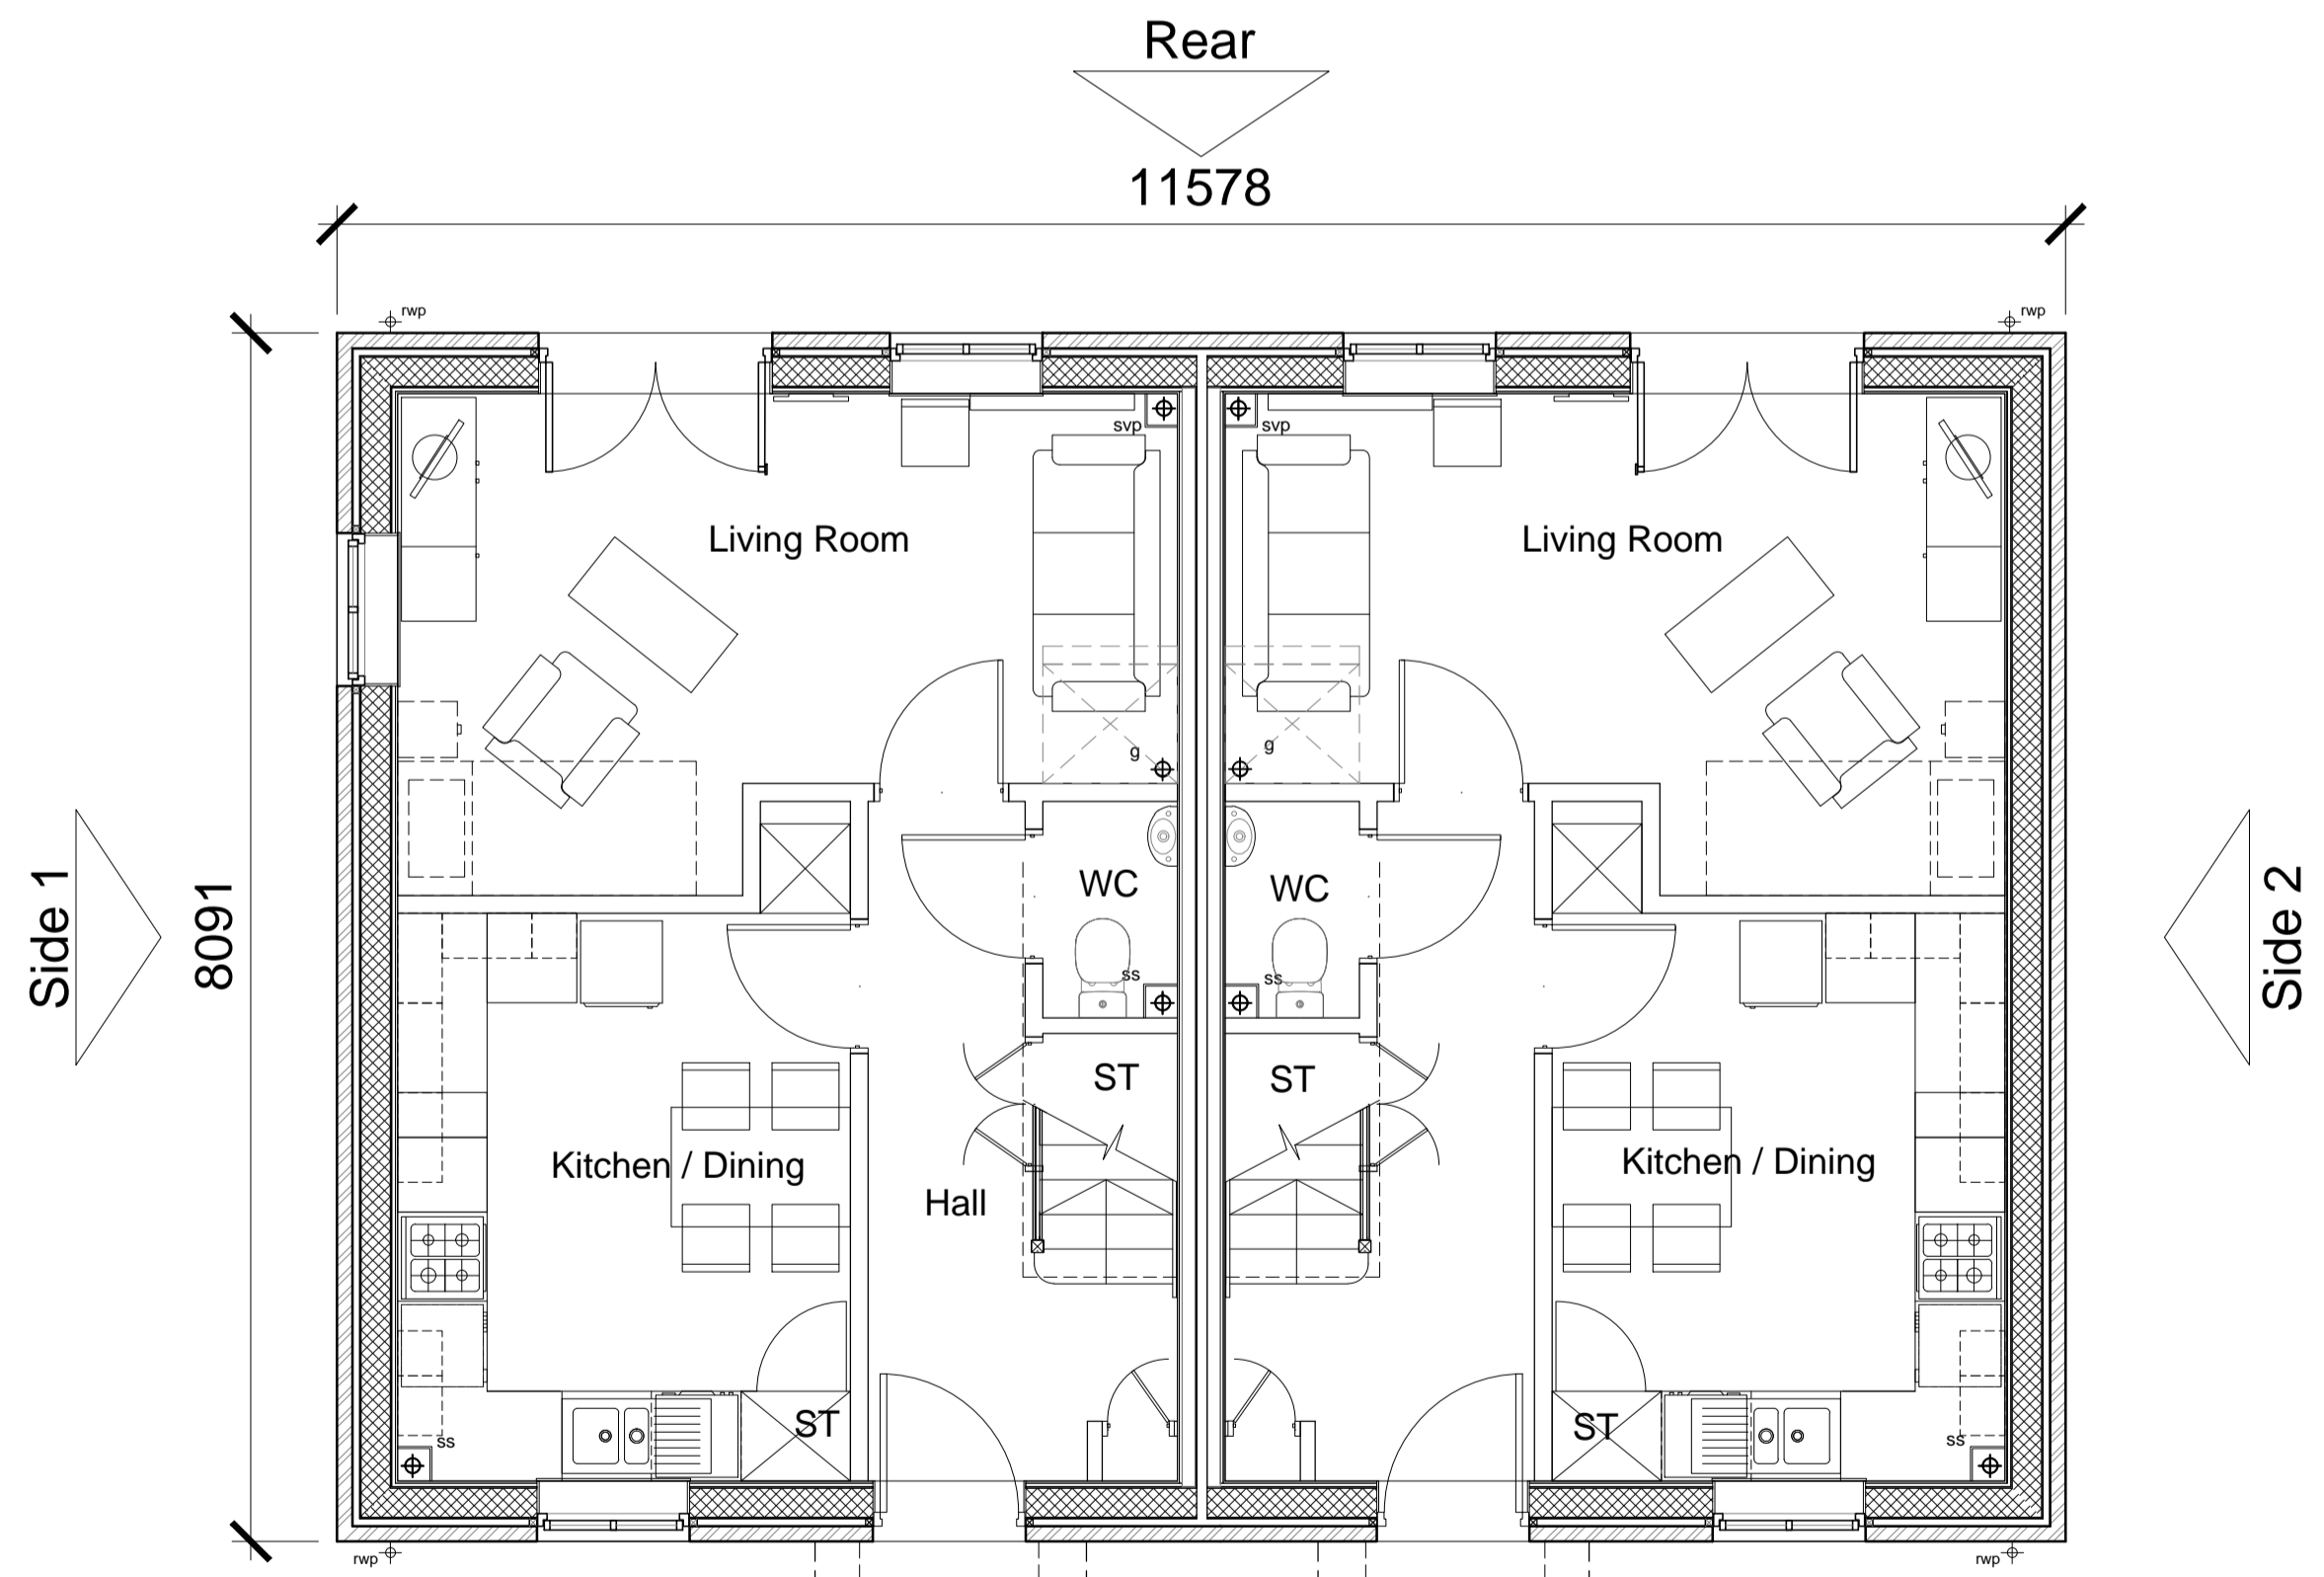 Rear
11578
rwp
rwp
svp
svp
Living Room
Living Room
g
g
Side 1
8091
WC
WC
Side 2
ss
ss
ST
ST
Kitchen / Dining
Kitchen / Dining
Hall
ST
ST
ss
ss
rwp
rwp